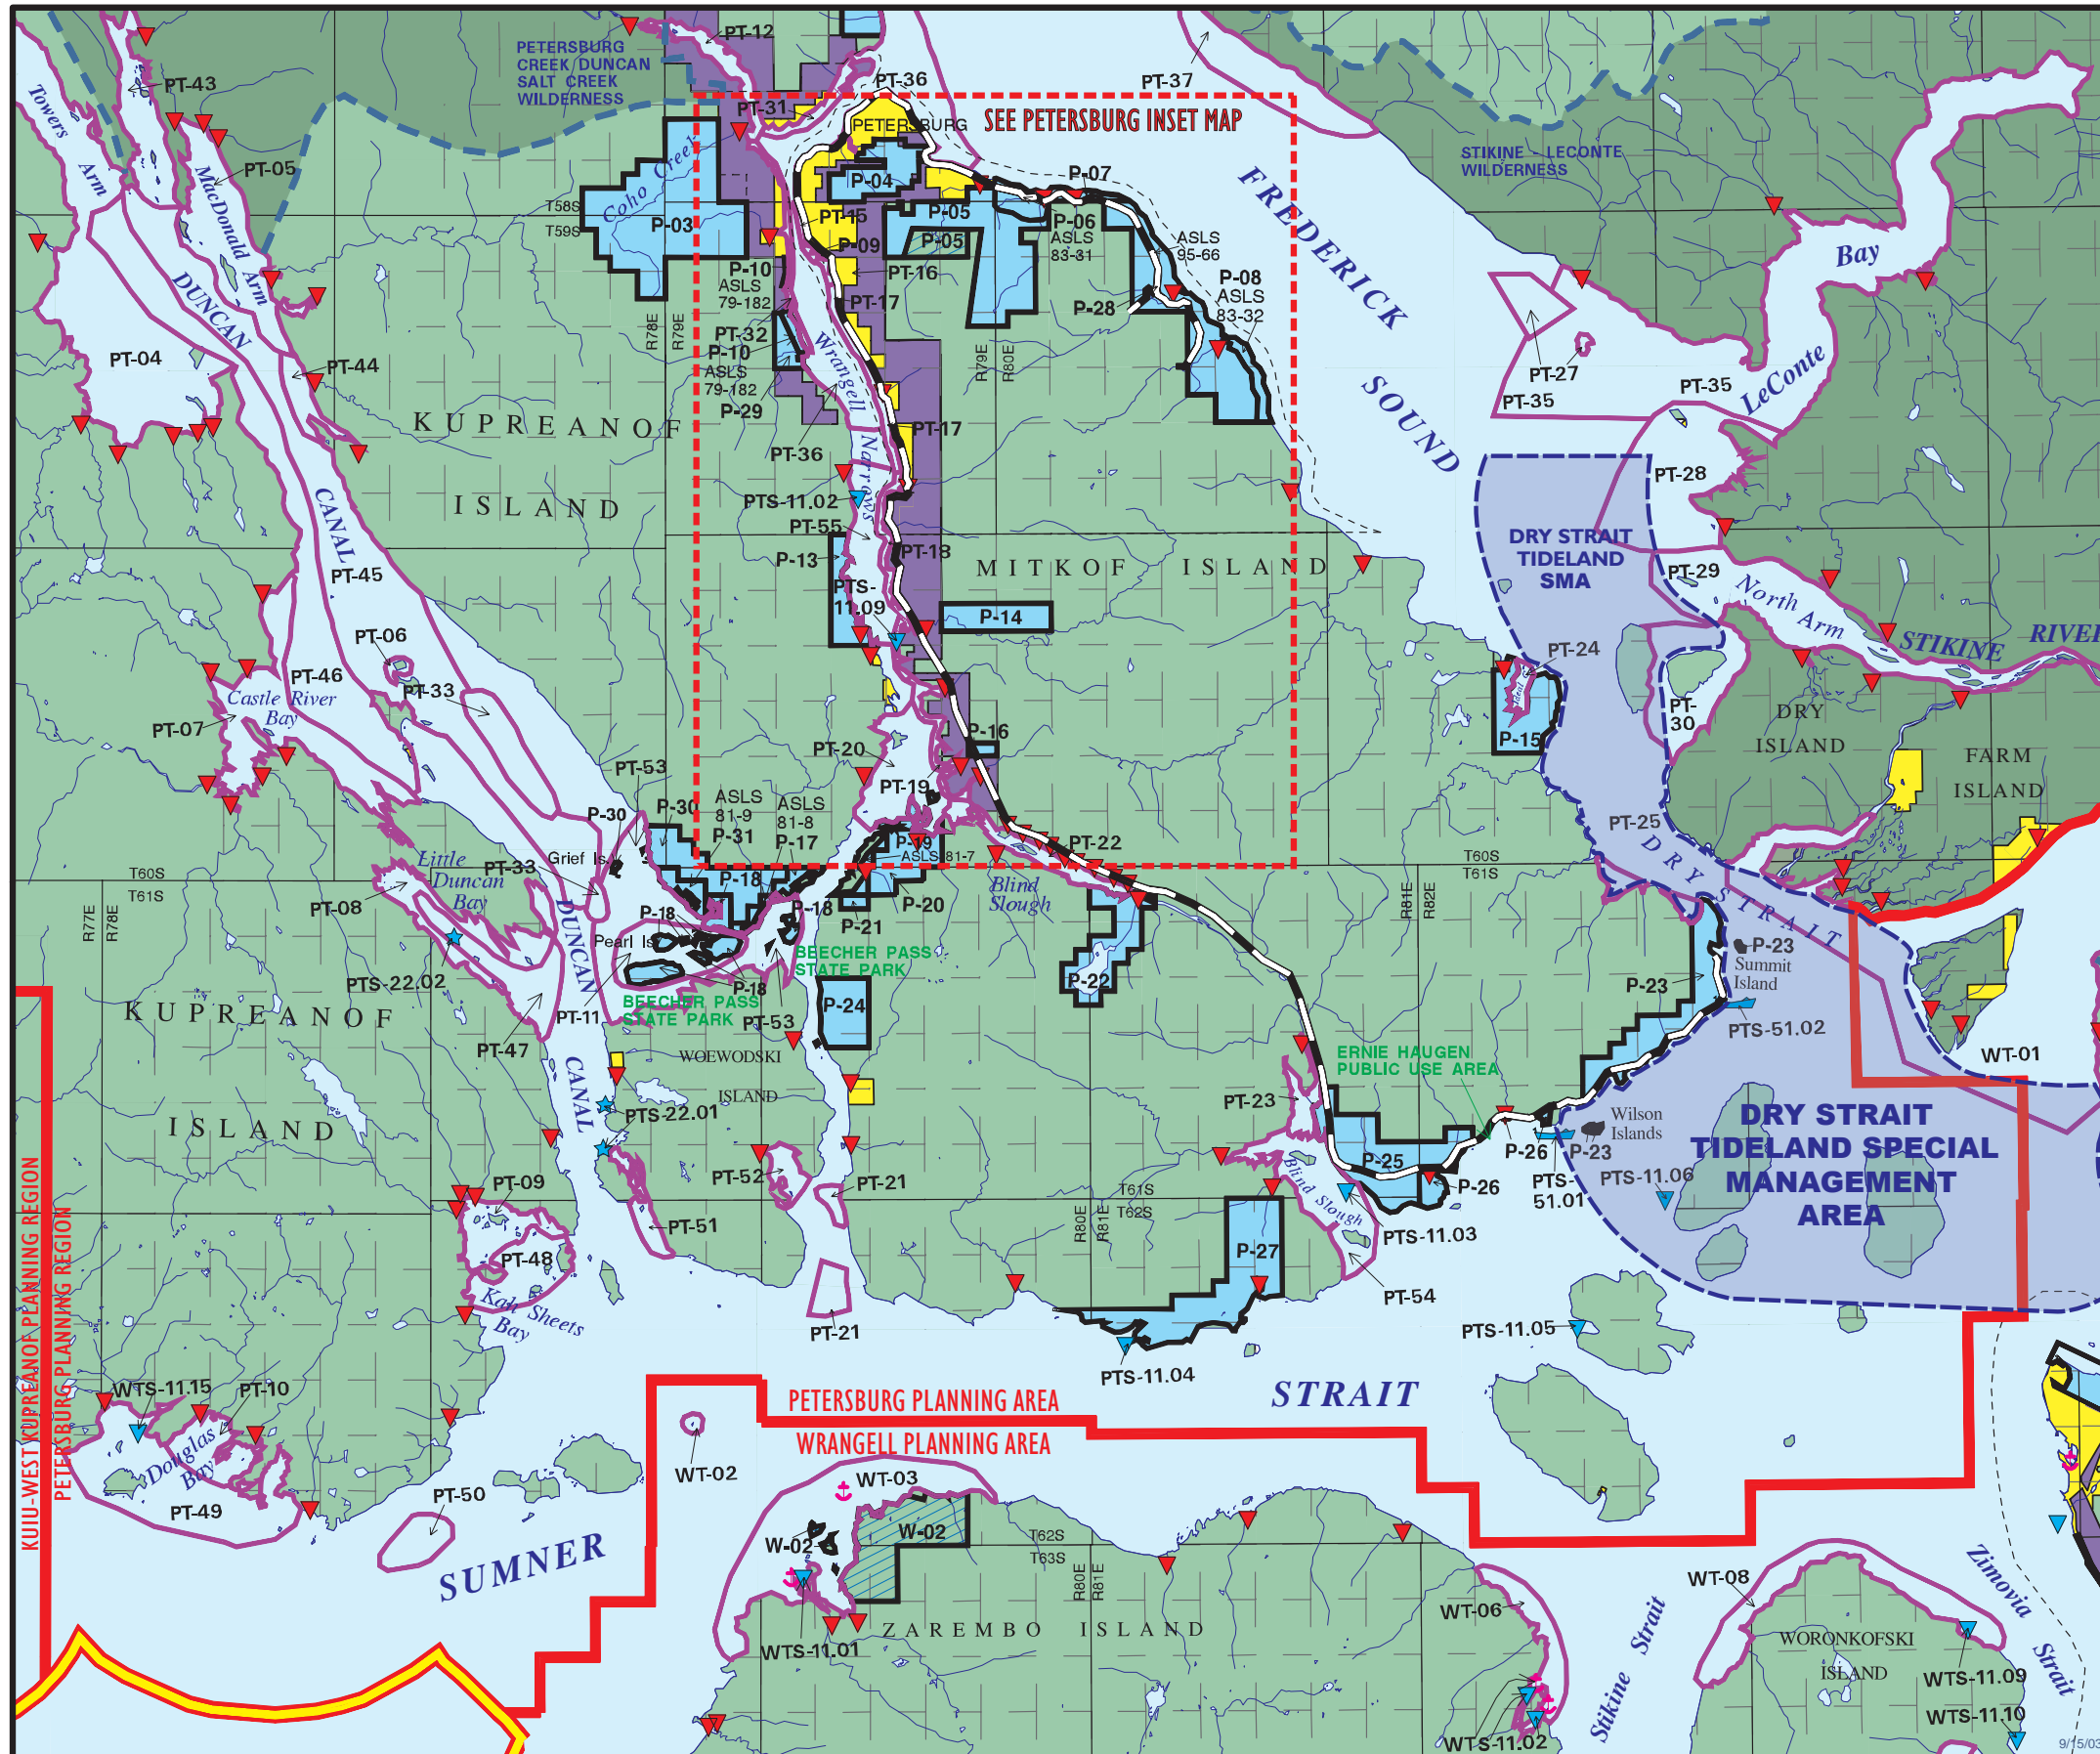 PT-12
PT-43
PETERSBURG
CREEK DUNCAN
SALT CREEK
WILDERNESS
PT-36
PT-37
Towers
Arm
PT-31
PETERSBURG
SEE PETERSBURG INSET MAP
STIKINE - LECONTE
WILDERNESS
PT-05
MacDonald Arm
Coho Creek
P-04
P-07
FREDERICK
SOUND
T58S
T59S
P-03
PT-15
P-05
P-06
ASLS
83-31
ASLS
95-66
P-09
P-05
Bay
DUNCAN
P-10
ASLS
79-182
PT-16
P-08
ASLS
83-32
PT-17
P-28
R78E
R79E
PT-32
P-10
ASLS
79-182
P-29
Wrangell
Narrows
R79E
R80E
PT-04
PT-44
PT-27
PT-35
PT-35
LeConte
KUPREANOF
ISLAND
PT-17
PT-36
PT-28
CANAL
PTS-11.02
PT-55
DRY STRAIT
TIDELAND
SMA
P-13
PT-18
MITKOF ISLAND
PT-45
PT-29
North Arm
PTS-
11.09
P-14
STIKINE RIVER
PT-06
PT-24
Ideal C.
PT-46
PT-33
Castle River
Bay
PT-07
PT-
30
DRY
ISLAND
P-16
P-15
PT-20
FARM
ISLAND
PT-53
PT-19
P-30
P-30
ASLS
81-9
ASLS
81-8
P-31
P-17
P-19
ASLS 81-7
PT-22
PT-25
Grief Is.
Little
Duncan
Bay
PT-33
T60S
T61S
T60S
T61S
DRY STRAIT
P-18
P-20
Blind
Slough
R77E
R78E
PT-08
P-18
P-18
P-21
R81E
R82E
DUNCAN
Pearl Is.
BEECHER PASS
STATE PARK
P-23
Summit
Island
PTS-22.02
P-18
P-22
P-23
BEECHER PASS
STATE PARK
P-24
KUPREANOF
ISLAND
PT-11
PT-53
PTS-51.02
PT-47
WOEWODSKI
ISLAND
ERNIE HAUGEN
PUBLIC USE AREA
WT-01
CANAL
PTS-22.01
PT-23
Wilson
Islands
DRY STRAIT
TIDELAND SPECIAL
MANAGEMENT
AREA
P-25
P-26
P-23
PTS-
51.01
PTS-11.06
KUIU-WEST KUPREANOF PLANNING REGION
PETERSBURG PLANNING REGION
PT-09
PT-52
PT-21
Blind Slough
P-26
T61S
T62S
R80E
R81E
PT-51
PTS-11.03
PT-48
P-27
Kah Sheets
Bay
PT-54
PT-21
PTS-11.05
PTS-11.04
WTS-11.15
PT-10
STRAIT
PETERSBURG PLANNING AREA
WRANGELL PLANNING AREA
Douglas
Bay
WT-02
WT-03
PT-50
PT-49
W-02
W-02
T62S
T63S
R80E
R81E
SUMNER
WT-08
Zimovia
Strait
WT-06
ZAREMBO ISLAND
WTS-11.01
WORONKOFSKI
ISLAND
Stikine Strait
WTS-11.09
WTS-11.10
WTS-11.02